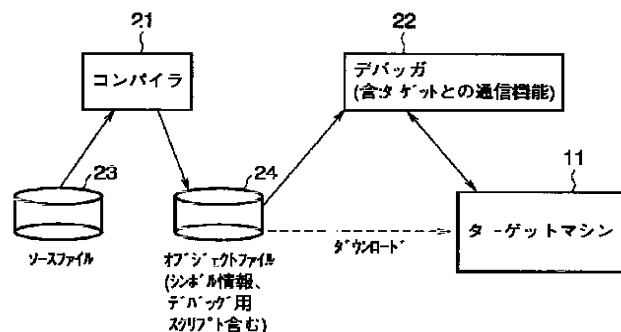 21
コンパイラ
22
デバッガ
(含:ターゲットとの通信機能)
23
ソースファイル
24
オブジェクトファイル
(シンボル情報、
デバッグ用
スクリプト含む)
ダウンロード
11
ターゲットマシン